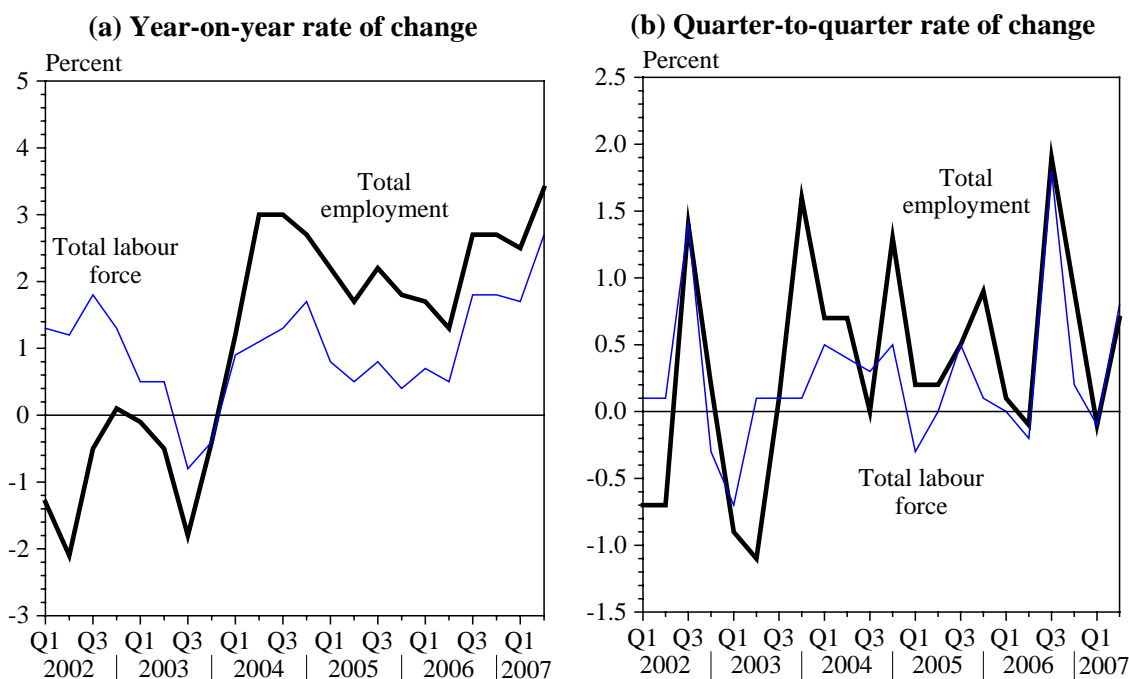 (a) Year-on-year rate of change
Percent
5
4
3
2
1
0
-1
-2
-3
Total
employment
Total labour
force
Q1 Q3 Q1 Q3 Q1 Q3 Q1 Q3 Q1 Q3 Q1
2002 2003 2004 2005 2006 2007
(b) Quarter-to-quarter rate of change
Percent
2.5
2.0
1.5
1.0
0.5
0.0
-0.5
-1.0
-1.5
Total
employment
Total labour
force
Q1 Q3 Q1 Q3 Q1 Q3 Q1 Q3 Q1 Q3 Q1
2002 2003 2004 2005 2006 2007